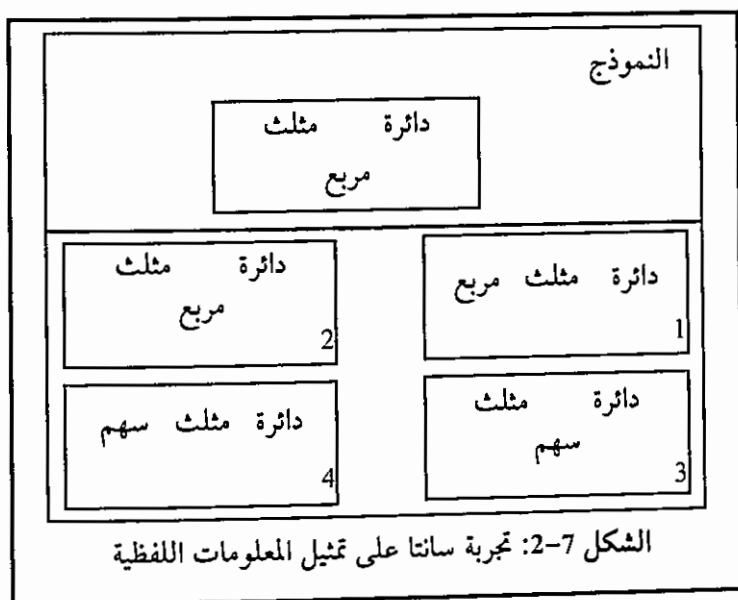 النموذج
دائرة مثلث
مربع
دائرة مثلث مربع
1
دائرة مثلث
مربع
2
دائرة مثلث
سهم
3
دائرة مثلث سهم
4
الشكل 7–2: تجربة سانتا على تمثيل المعلومات اللفظية